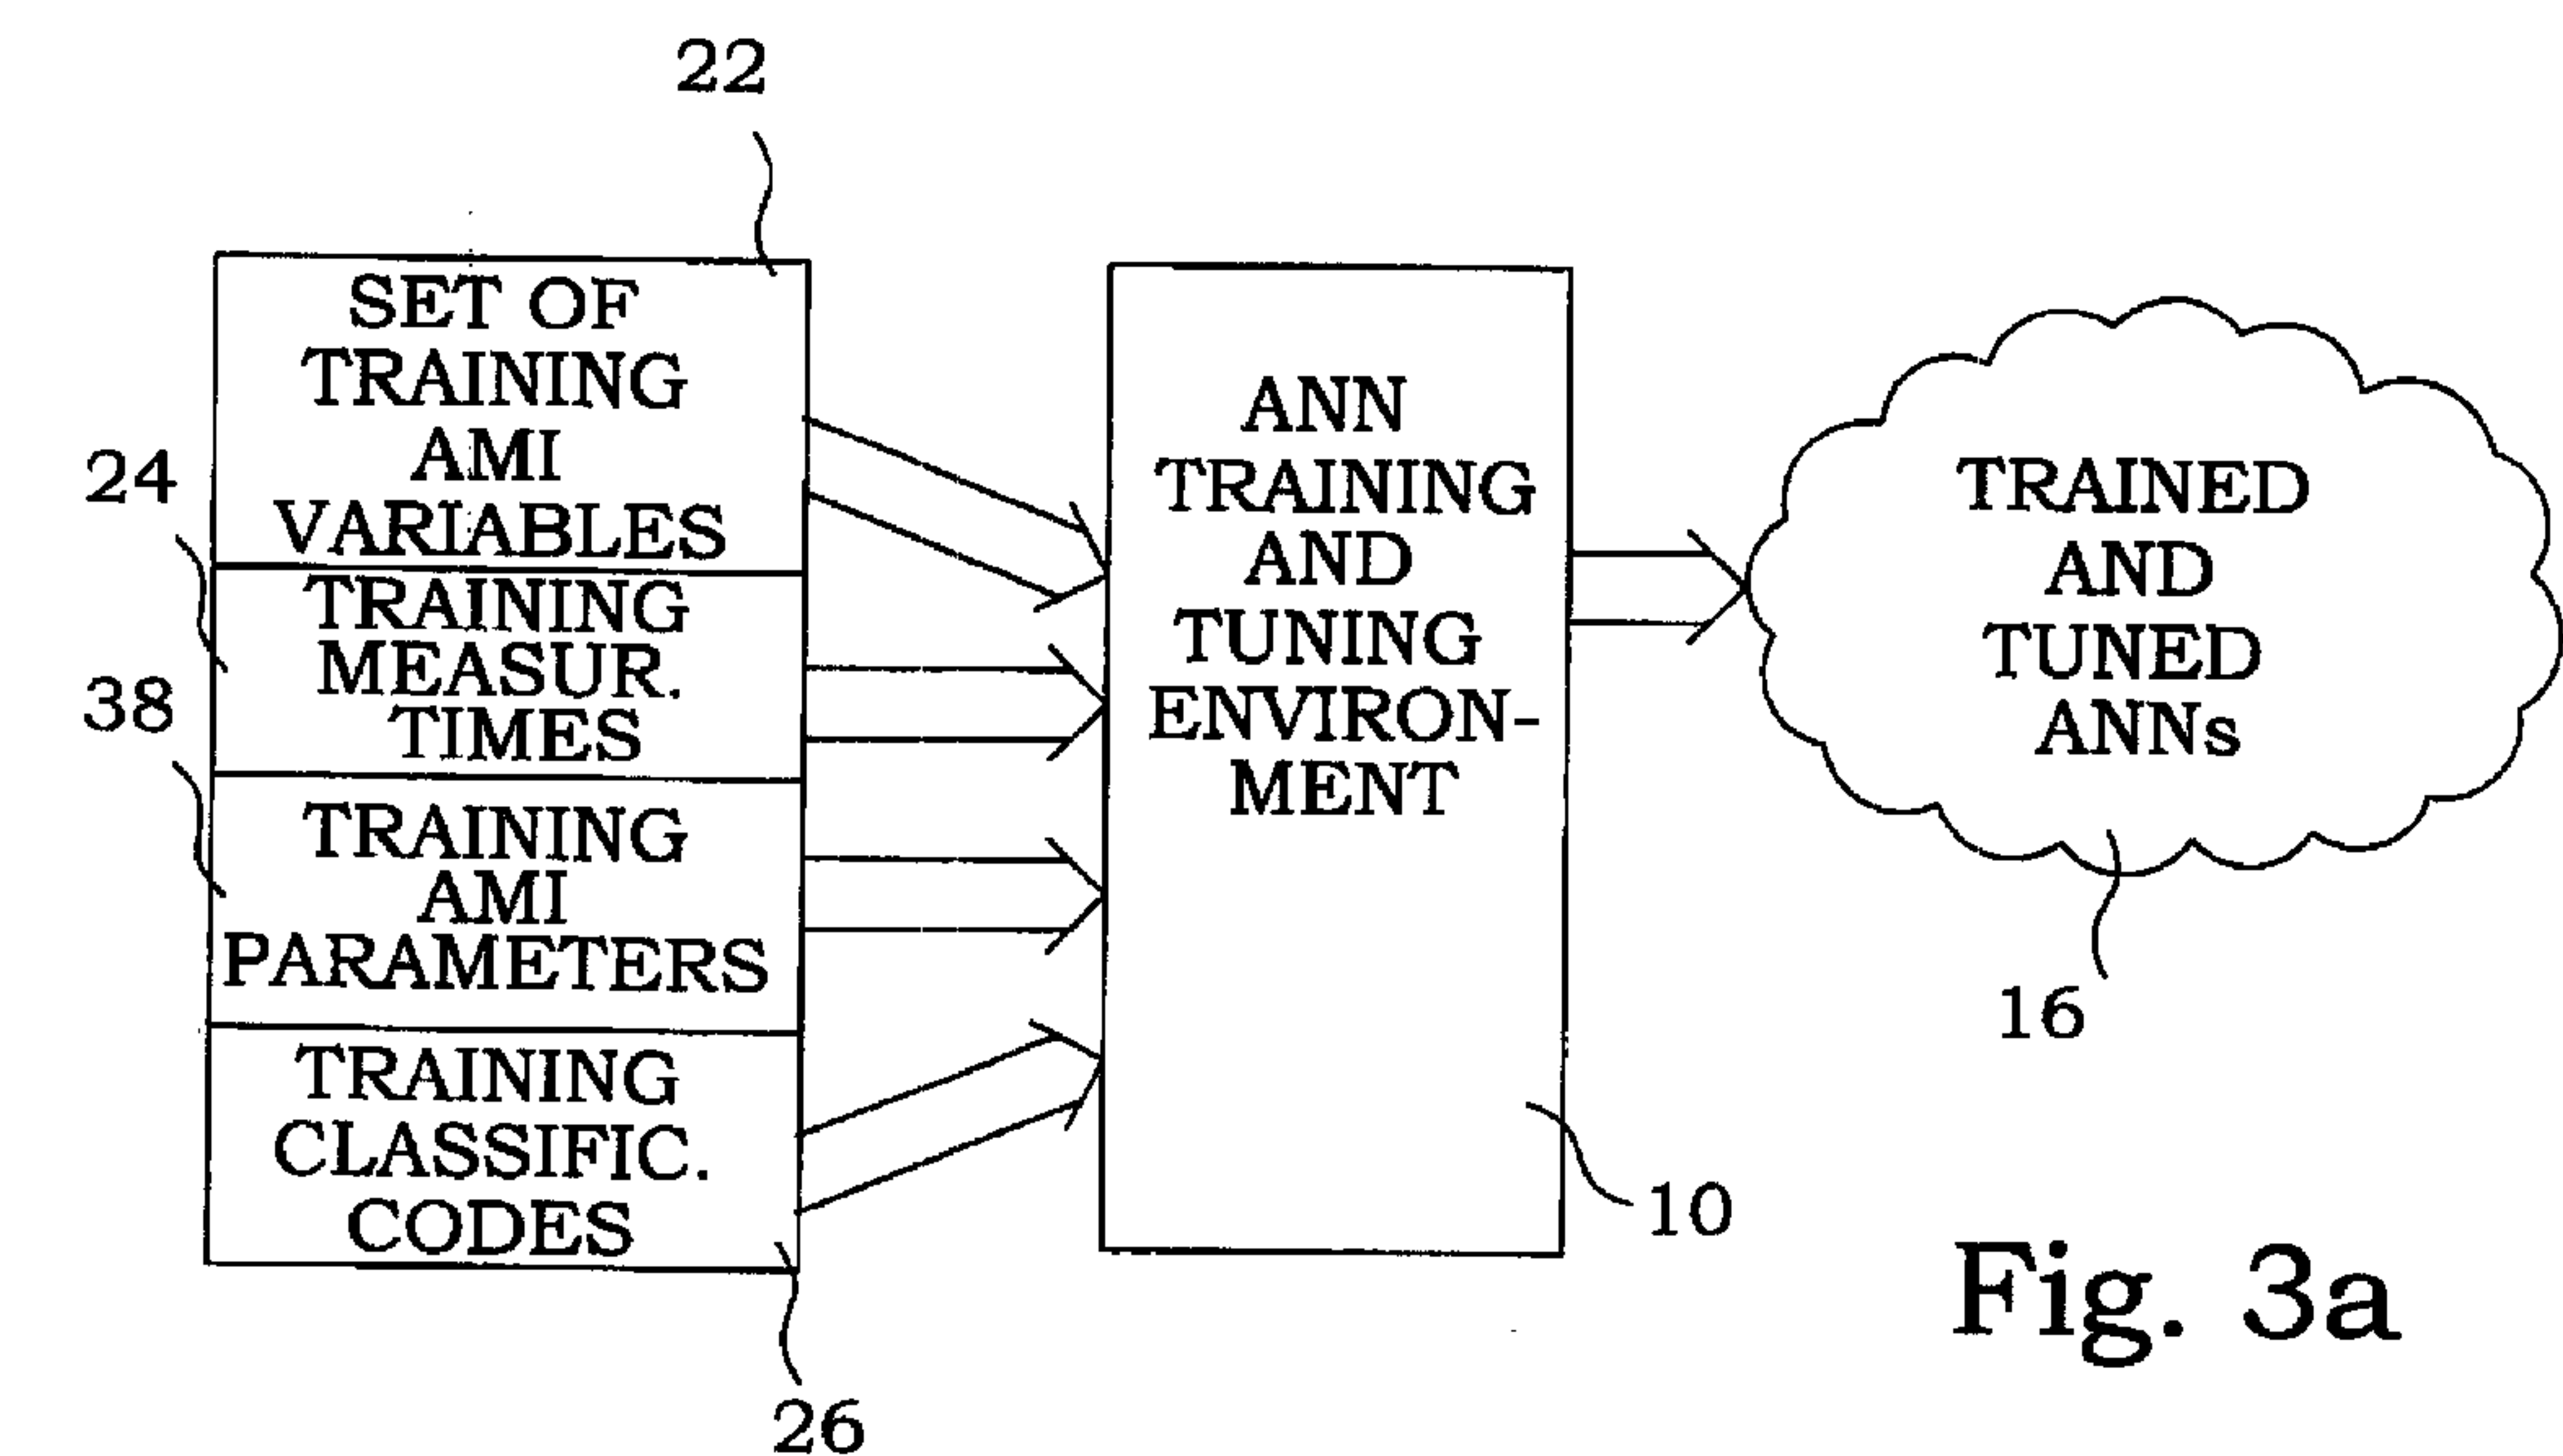 22
SET OF
TRAINING
AMI
VARIABLES
24
TRAINING
MEASUR.
TIMES
38
TRAINING
AMI
PARAMETERS
TRAINING
CLASSIFIC.
CODES
26
ANN
TRAINING
AND
TUNING
ENVIRON-
MENT
10
TRAINED
AND
TUNED
ANNs
16
Fig. 3a